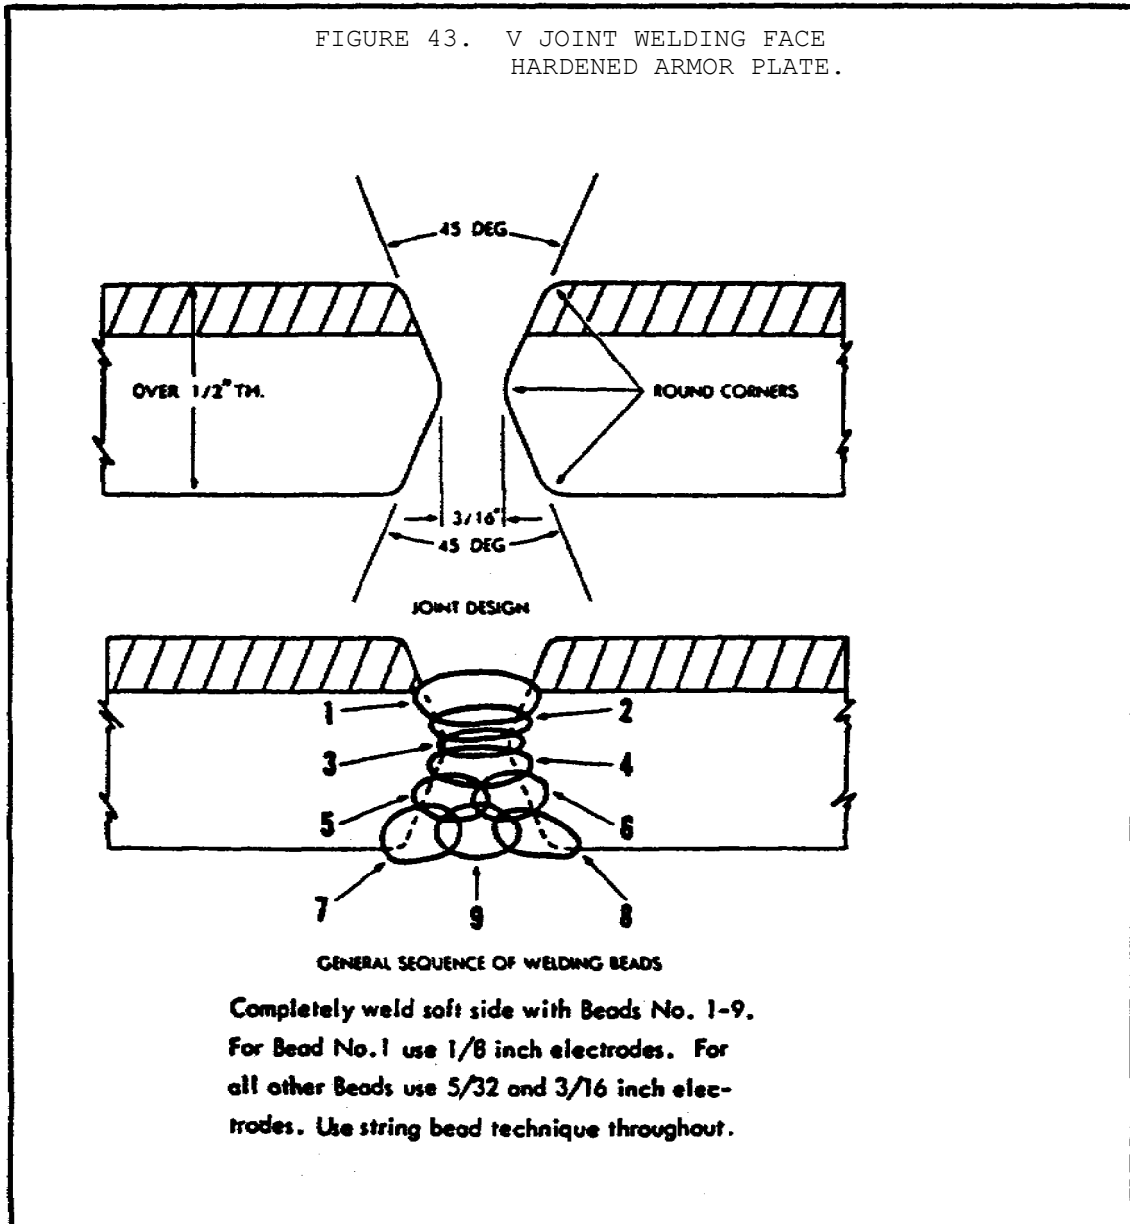 FIGURE 43. V JOINT WELDING FACE
HARDENED ARMOR PLATE.
45 DEG
OVER 1/2" TM.
ROUND CORNERS
3/16"
45 DEG
JOINT DESIGN
1
2
3
4
5
6
7
9
8
GENERAL SEQUENCE OF WELDING BEADS
Completely weld soft side with Beads No. 1-9.
For Bead No.1 use 1/8 inch electrodes. For
all other Beads use 5/32 and 3/16 inch elec-
trodes. Use string bead technique throughout.